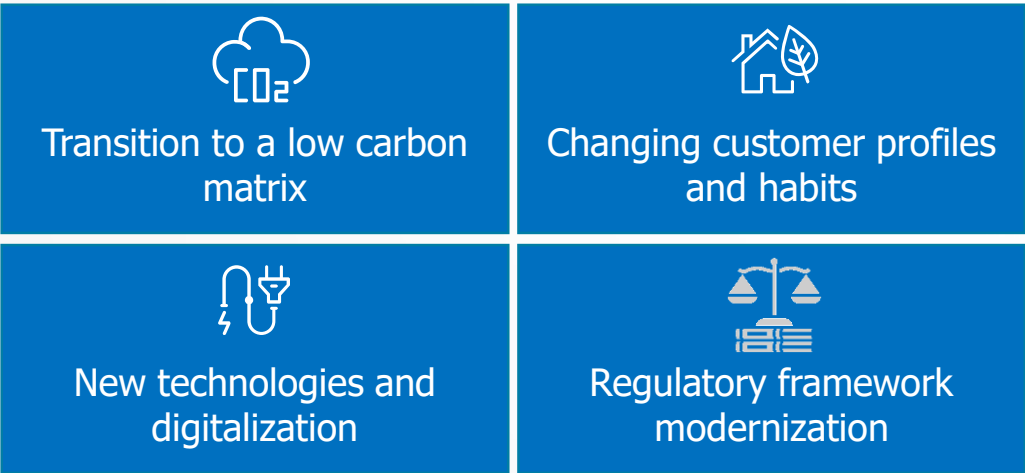 CO2
Transition to a low carbon
matrix
Changing customer profiles
and habits
New technologies and
digitalization
Regulatory framework
modernization